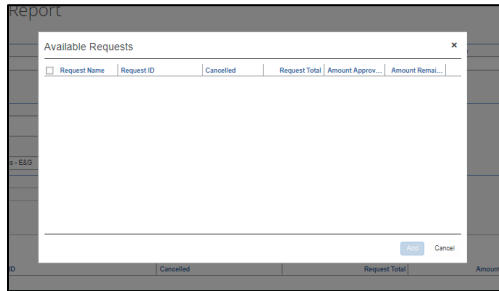 Report
Available Requests ×
Request Name Request ID Cancelled Request Total Amount Approv... Amount Remai...
s - E&G
Add Cancel
ID Cancelled Request Total Amount